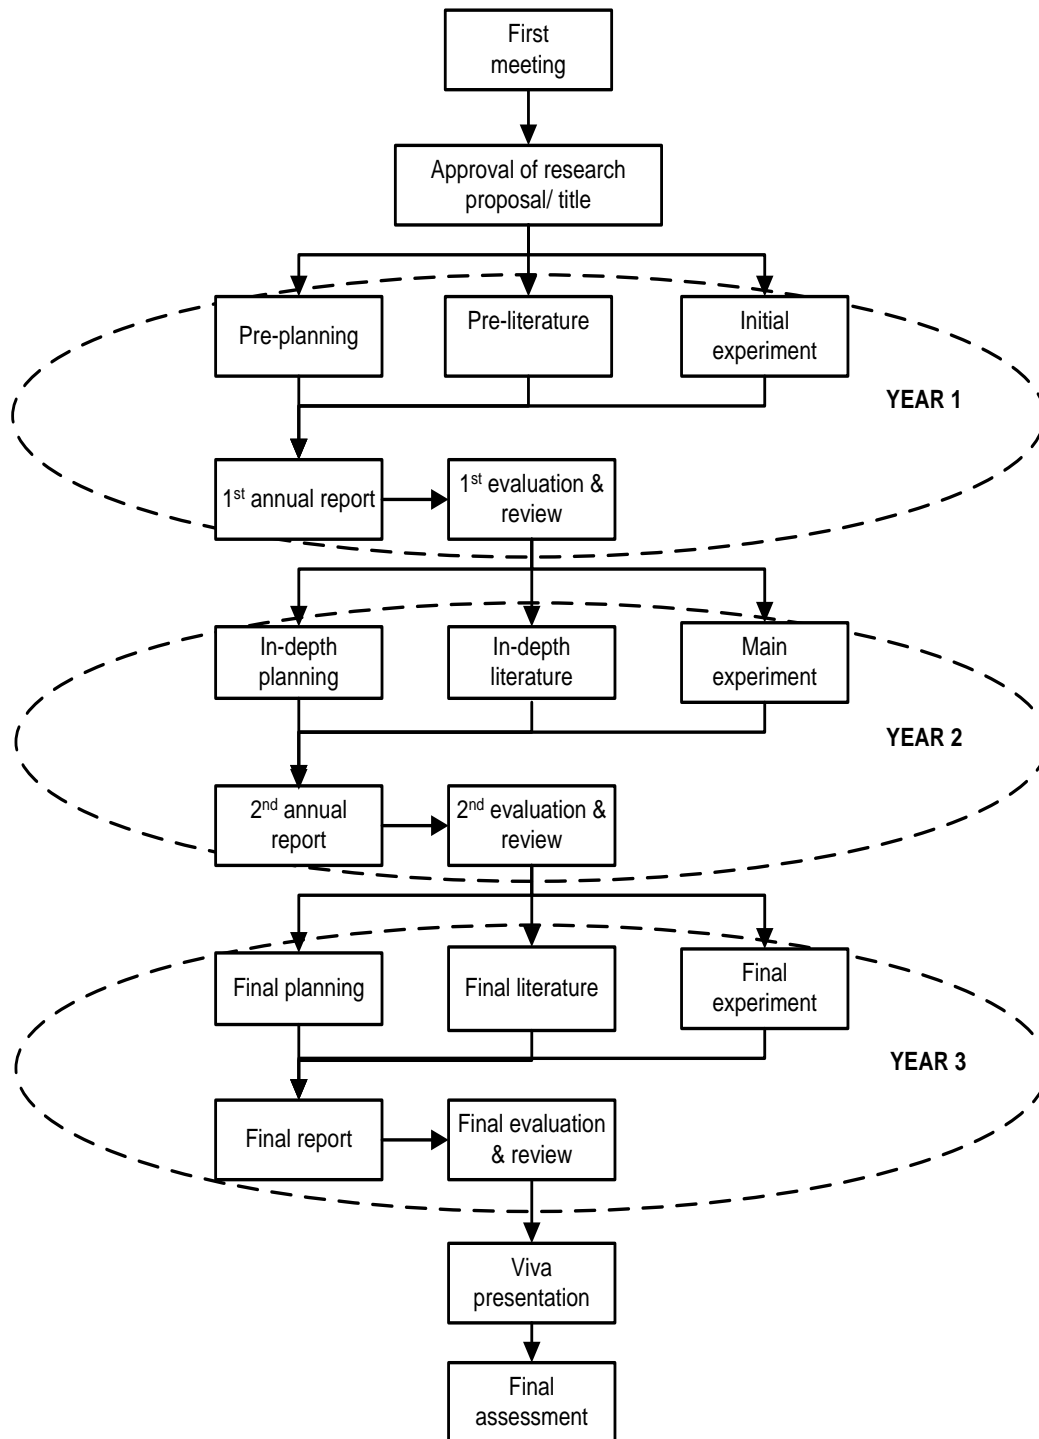 First
meeting
Approval of research
proposal/ title
Pre-planning
Pre-literature
Initial
experiment
YEAR 1
1st annual report
1st evaluation &
review
In-depth
planning
In-depth
literature
Main
experiment
YEAR 2
2nd annual
report
2nd evaluation &
review
Final planning
Final literature
Final
experiment
YEAR 3
Final report
Final evaluation
& review
Viva
presentation
Final
assessment